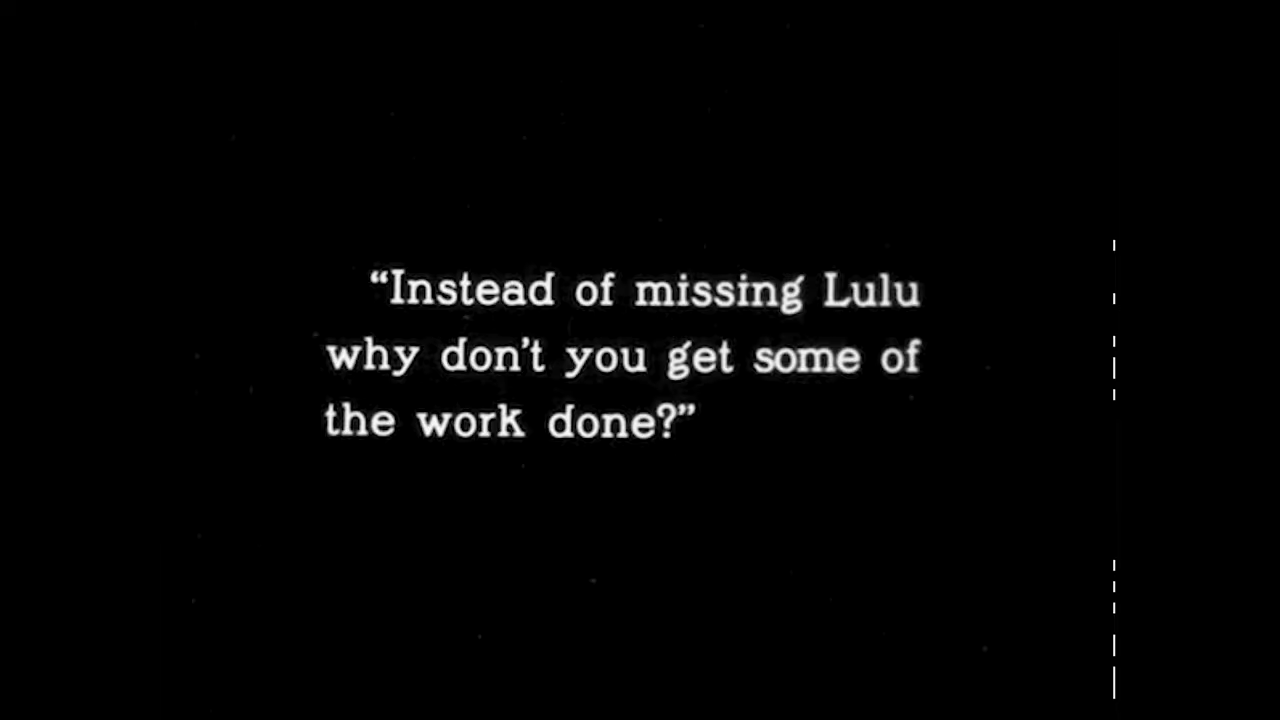 “Instead of missing Lulu
why don’t you get some of
the work done?”